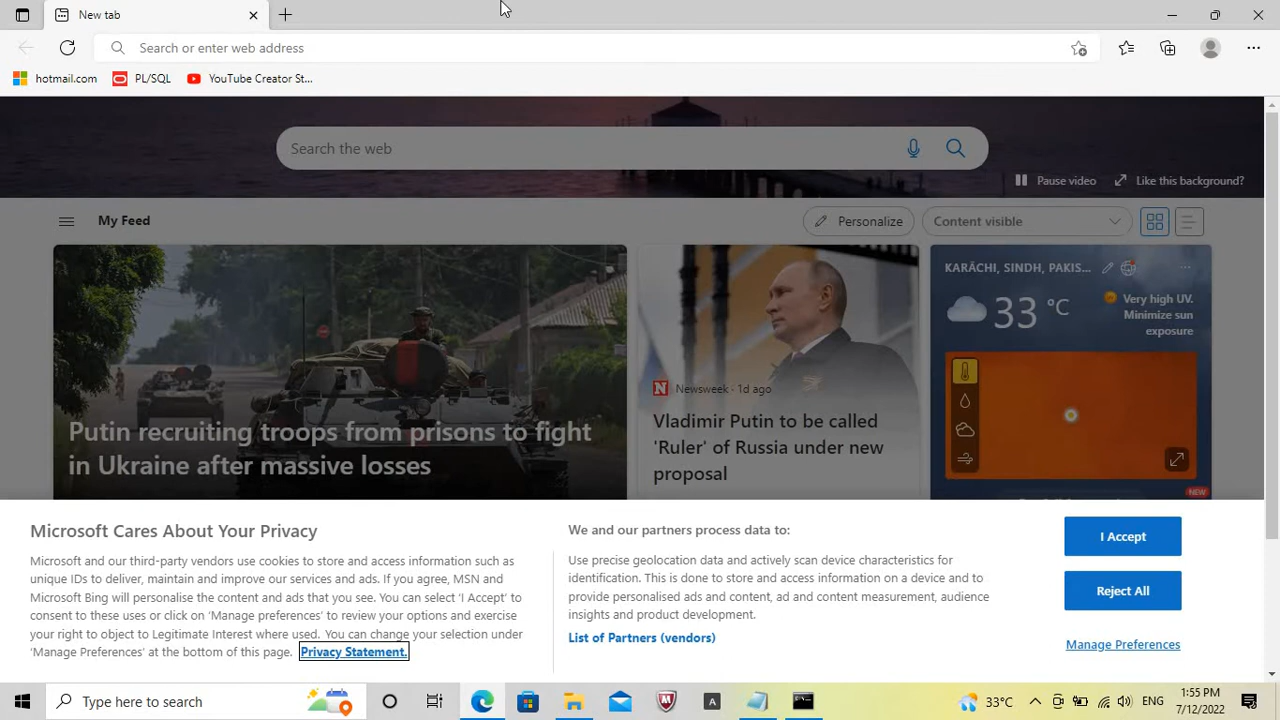 New tab
Search or enter web address
hotmail.com
PL/SQL
YouTube Creator St...
Search the web
Pause video
Like this background?
My Feed
Personalize
Content visible
Putin recruiting troops from prisons to fight
in Ukraine after massive losses
N Newsweek · 1d ago
Vladimir Putin to be called
'Ruler' of Russia under new
proposal
KARĀCHI, SINDH, PAKIS...
33 °C
Very high UV.
Minimize sun
exposure
NEW
Microsoft Cares About Your Privacy
Microsoft and our third-party vendors use cookies to store and access information such as
unique IDs to deliver, maintain and improve our services and ads. If you agree, MSN and
Microsoft Bing will personalise the content and ads that you see. You can select 'I Accept' to
consent to these uses or click on 'Manage preferences' to review your options and exercise
your right to object to Legitimate Interest where used. You can change your selection under
'Manage Preferences' at the bottom of this page. Privacy Statement.
We and our partners process data to:
Use precise geolocation data and actively scan device characteristics for
identification. This is done to store and access information on a device and to
provide personalised ads and content, ad and content measurement, audience
insights and product development.
List of Partners (vendors)
I Accept
Reject All
Manage Preferences
Type here to search
A
33°C
ENG
1:55 PM
7/12/2022